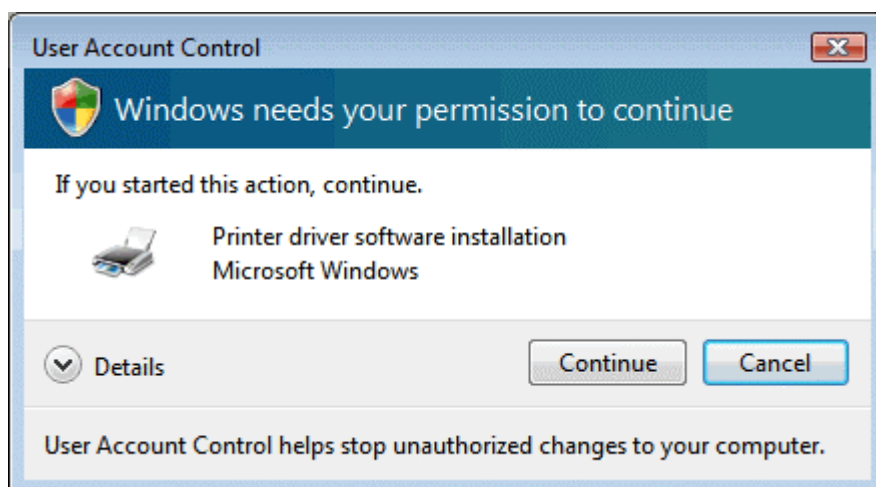 User Account Control
Windows needs your permission to continue
If you started this action, continue.
Printer driver software installation
Microsoft Windows
Details
Continue
Cancel
User Account Control helps stop unauthorized changes to your computer.